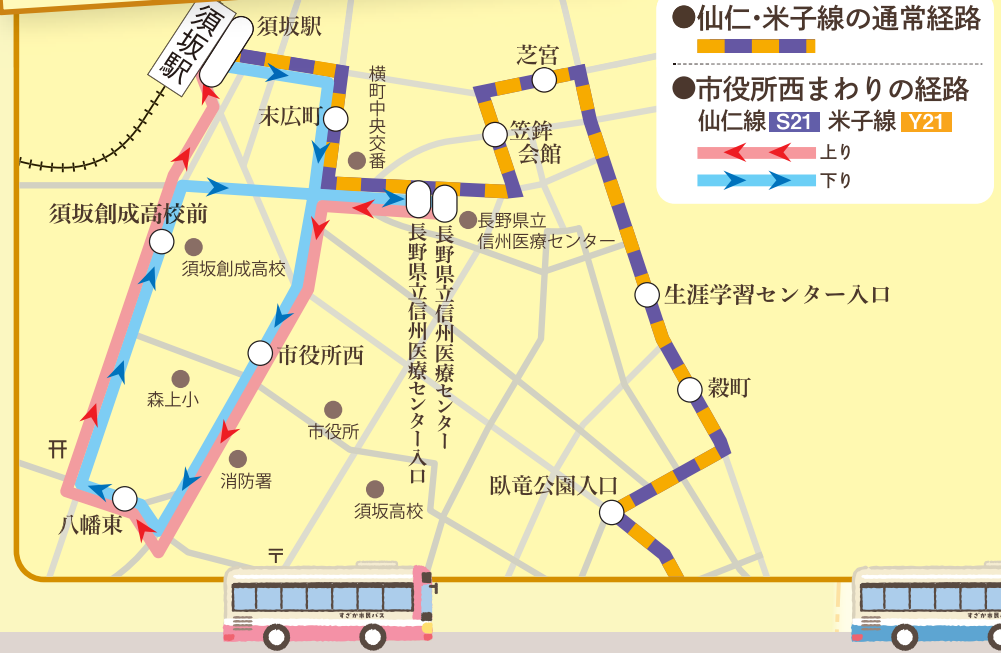 ●仙仁・米子線の通常経路
●市役所西まわりの経路
仙仁線 S21 米子線 Y21
上り
下り
須坂駅
須坂駅
末広町
横町中央交番
芝宮
笠鉾
会館
長野県立
信州医療センター
長野県立信州医療センター
長野県立信州医療センター入口
須坂創成高校前
須坂創成高校
市役所西
森上小
市役所
消防署
須坂高校
八幡東
〒
生涯学習センター入口
穀町
臥竜公園入口
すざか市民バス
すざか市民バ